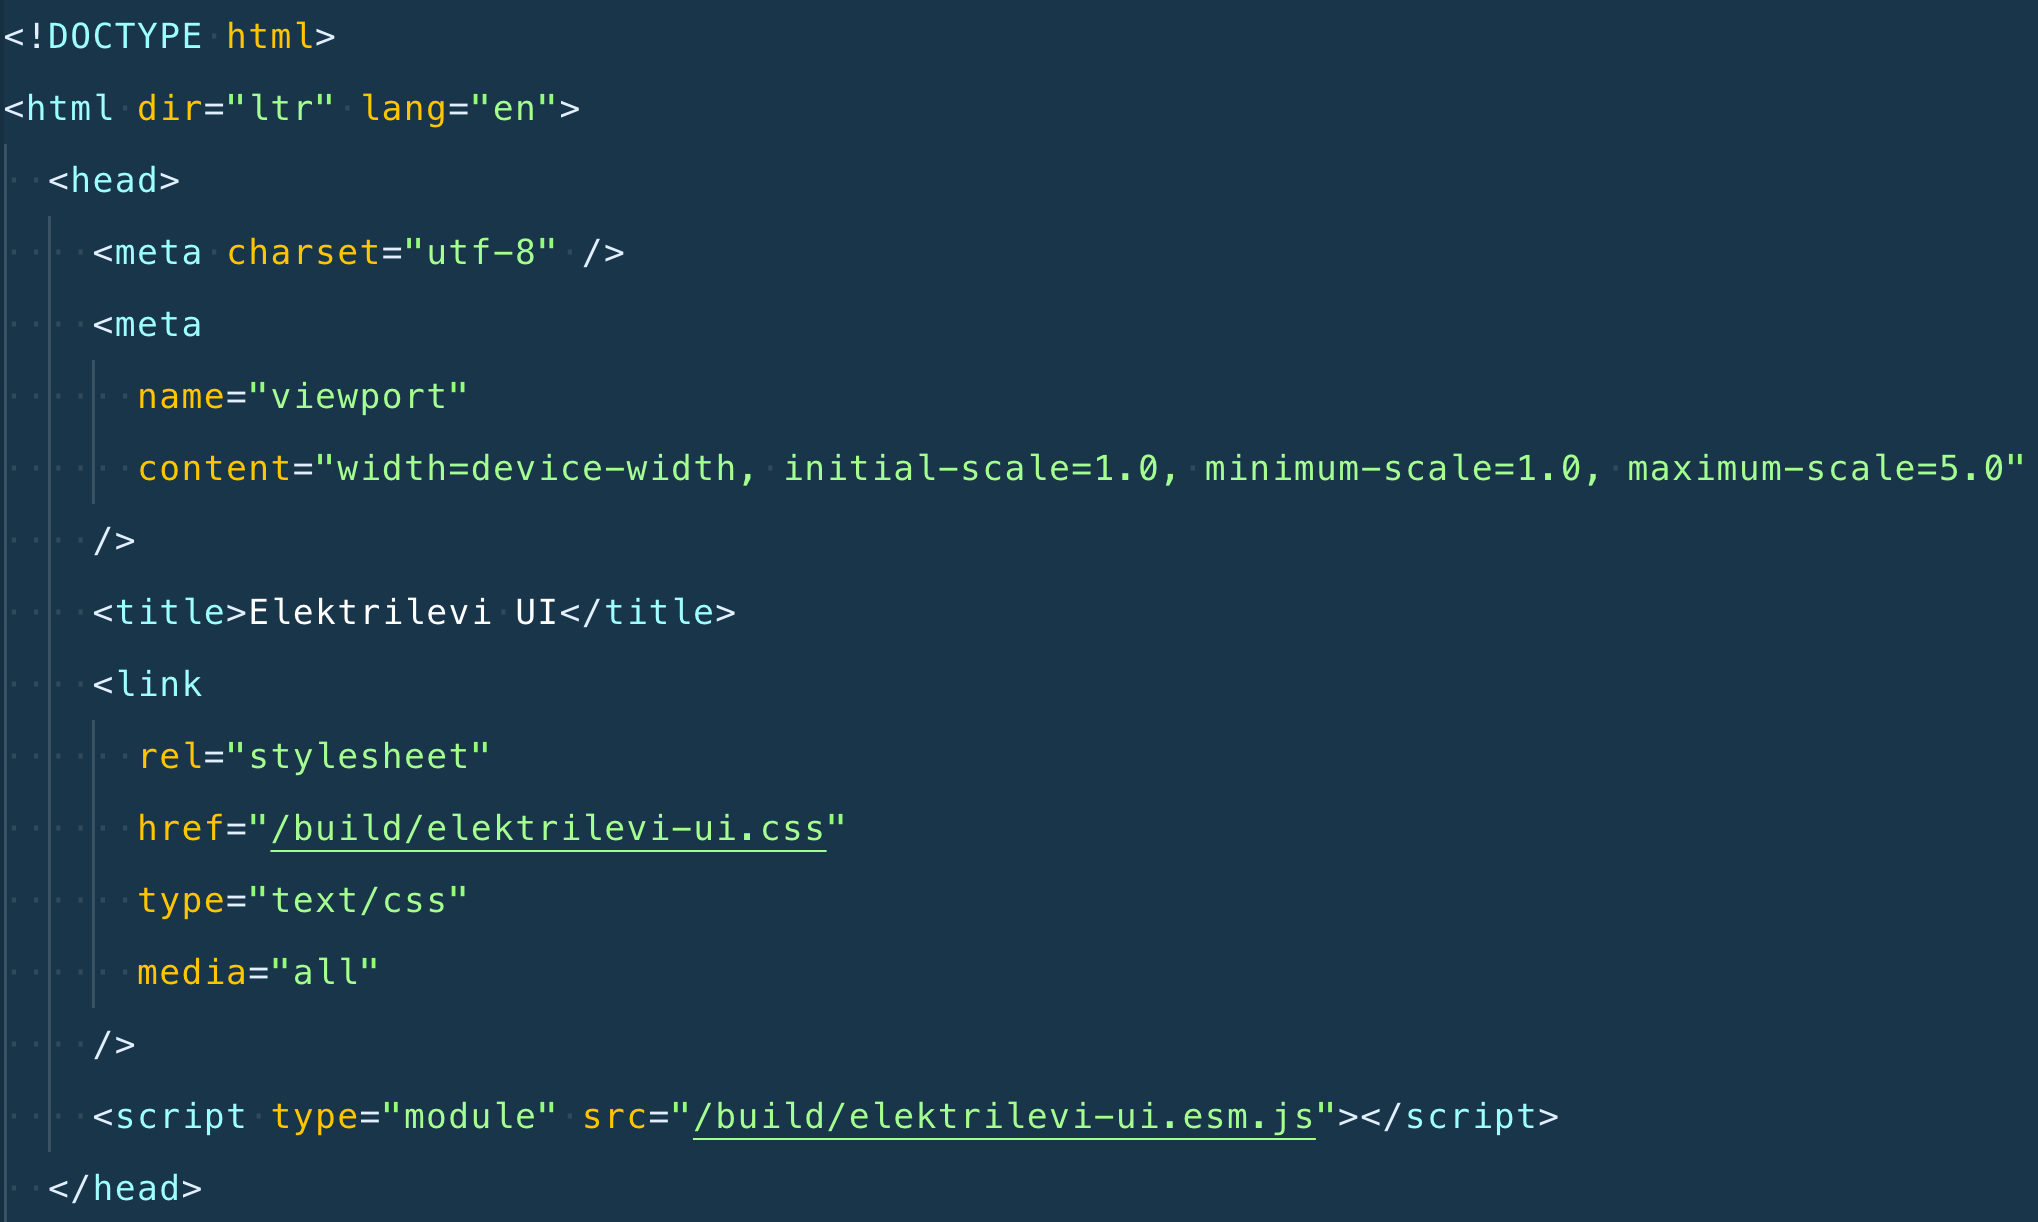 <!DOCTYPE html>
<html dir="ltr" lang="en">
  <head>
    <meta charset="utf-8" />
    <meta
      name="viewport"
      content="width=device-width, initial-scale=1.0, minimum-scale=1.0, maximum-scale=5.0"
    />
    <title>Elektrilevi UI</title>
    <link
      rel="stylesheet"
      href="/build/elektrilevi-ui.css"
      type="text/css"
      media="all"
    />
    <script type="module" src="/build/elektrilevi-ui.esm.js"></script>
  </head>